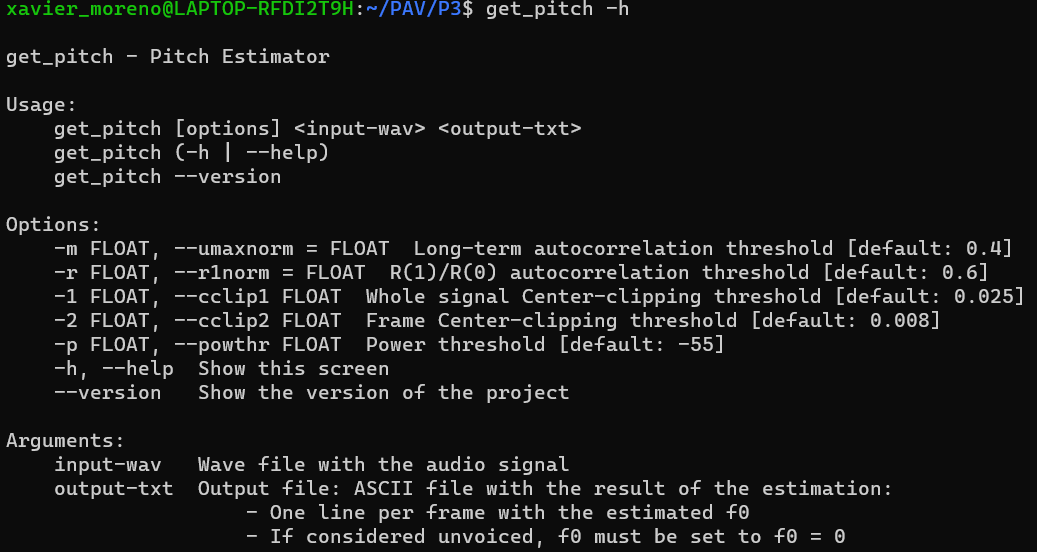 xavier_moreno@LAPTOP-RFDI2T9H:~/PAV/P3$ get_pitch -h
get_pitch - Pitch Estimator
Usage:
get_pitch [options] <input-wav> <output-txt>
get_pitch (-h | --help)
get_pitch --version
Options:
-m FLOAT, --umaxnorm = FLOAT  Long-term autocorrelation threshold [default: 0.4]
-r FLOAT, --r1norm = FLOAT  R(1)/R(0) autocorrelation threshold [default: 0.6]
-1 FLOAT, --cclip1 FLOAT  Whole signal Center-clipping threshold [default: 0.025]
-2 FLOAT, --cclip2 FLOAT  Frame Center-clipping threshold [default: 0.008]
-p FLOAT, --powthr FLOAT  Power threshold [default: -55]
-h, --help  Show this screen
--version   Show the version of the project
Arguments:
input-wav   Wave file with the audio signal
output-txt  Output file: ASCII file with the result of the estimation:
- One line per frame with the estimated f0
- If considered unvoiced, f0 must be set to f0 = 0